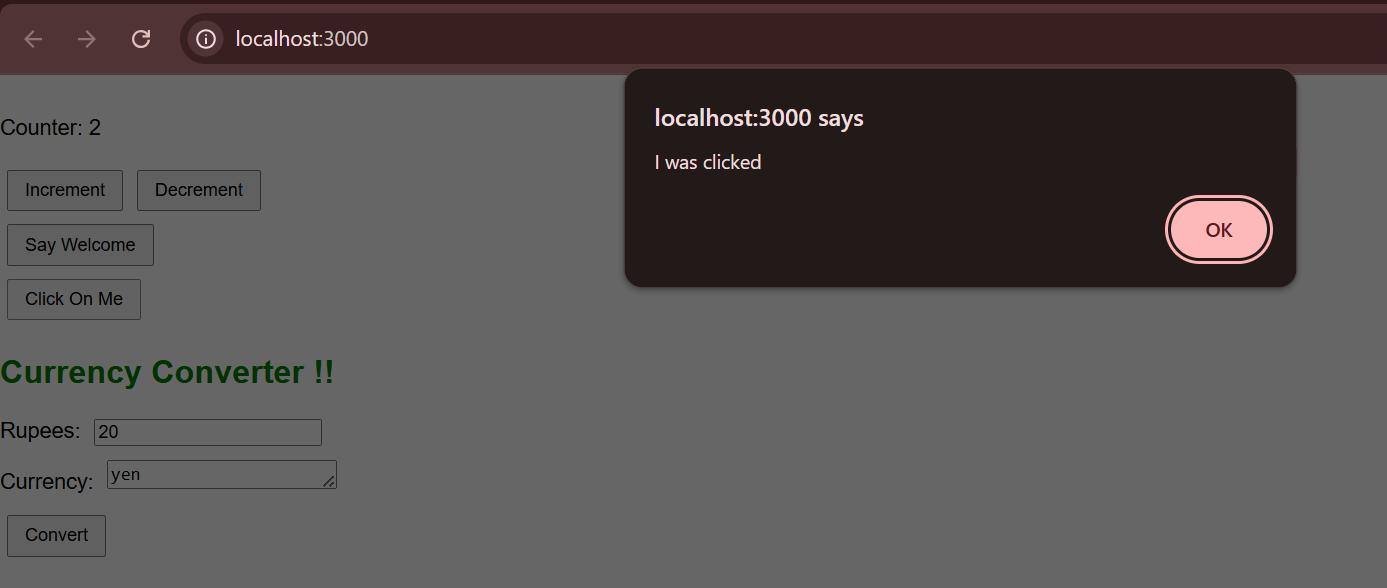 localhost:3000
localhost:3000 says
I was clicked
OK
Counter: 2
Increment Decrement
Say Welcome
Click On Me
Currency Converter !!
Rupees: 20
Currency: yen
Convert